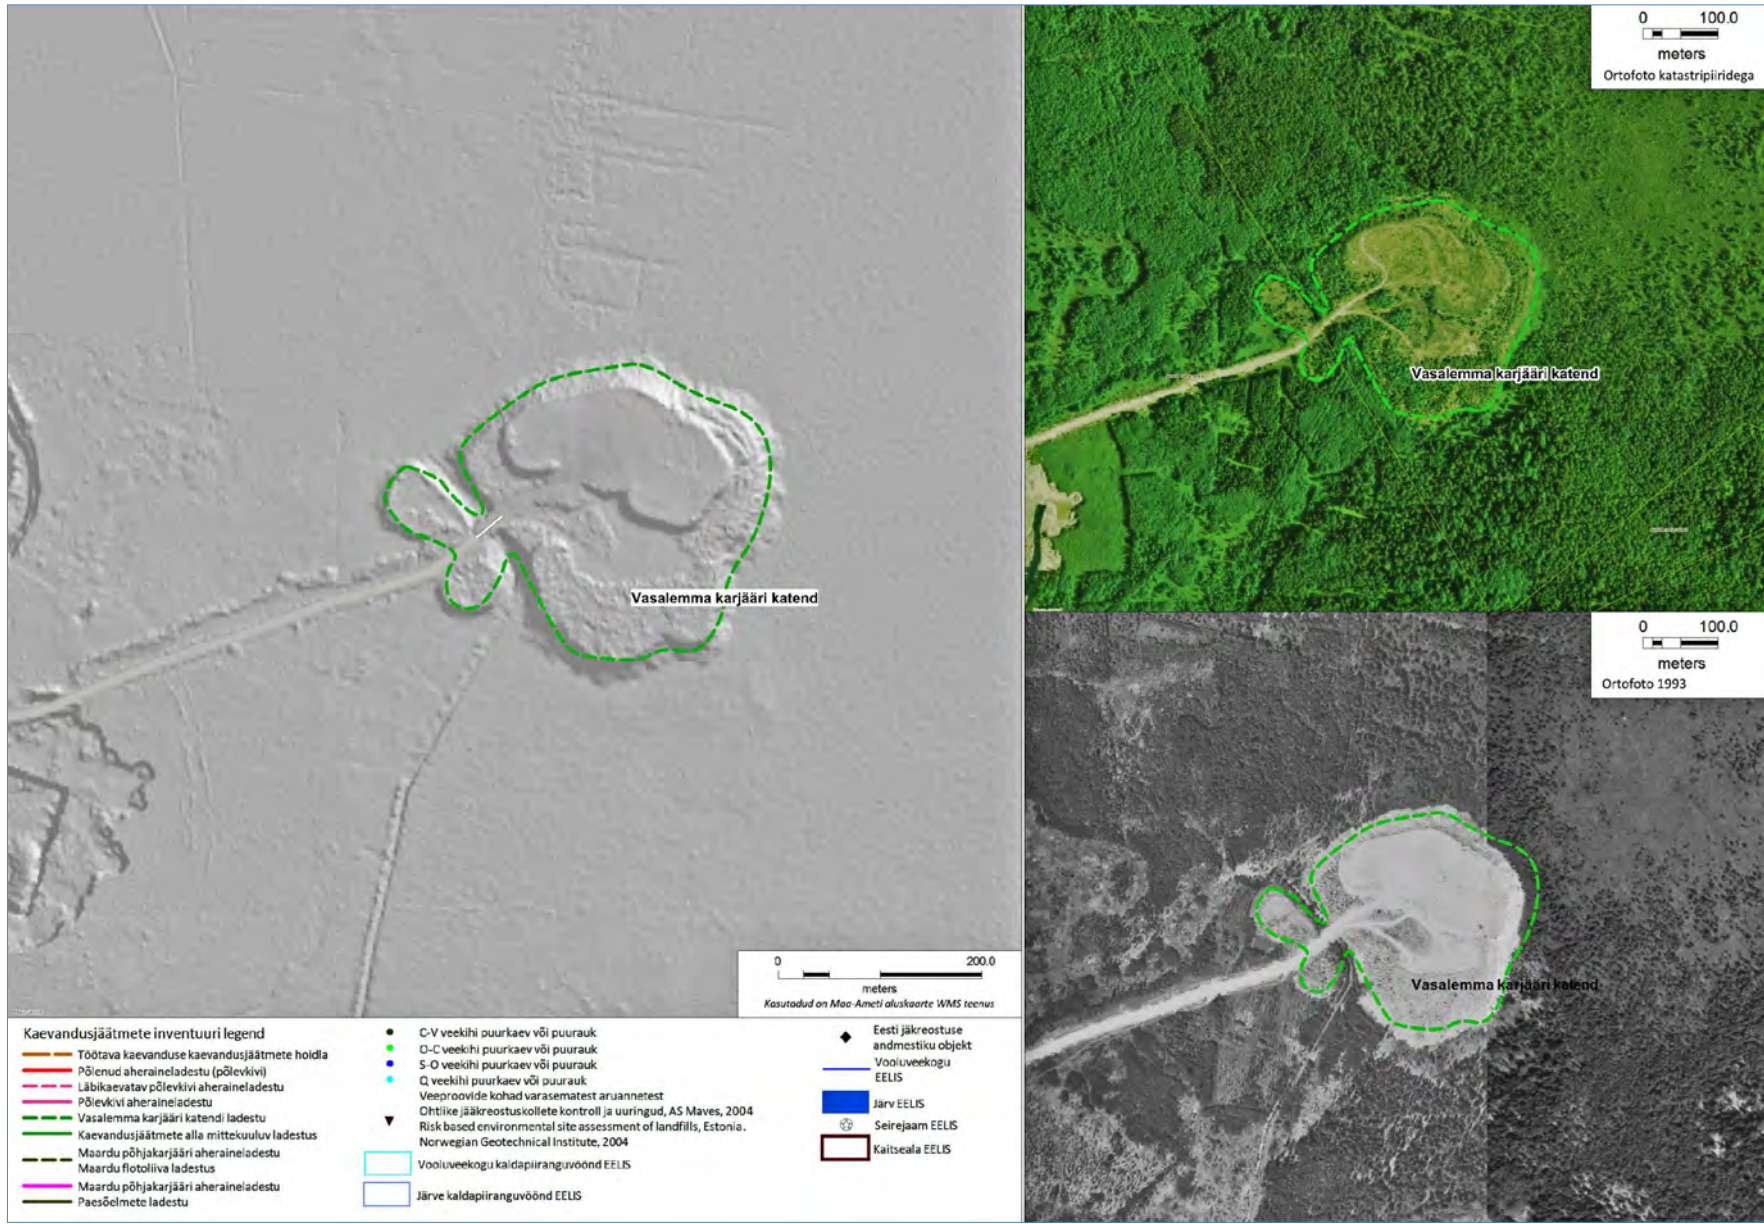 Vasalemma karjääri katend
0 200.0
meters
Kasutadud on Maa-Ameti aluskaarte WMS teenus
0 100.0
meters
Ortofoto katastripiiridega
Vasalemma karjääri katend
0 100.0
meters
Ortofoto 1993
Vasalemma karjääri katend
Kaevandusjäätmete inventuuri legend
Töötava kaevanduse kaevandusjäätmete hoidla
Põlenud aheraineladestu (põlevkivi)
Läbikaevatav põlevkivi aheraineladestu
Põlevkivi aheraineladestu
Vasalemma karjääri katendi ladestu
Kaevandusjäätmete alla mittekuuluv ladestus
Maardu põhjakarjääri aheraineladestu
Maardu flotoliiva ladestus
Maardu põhjakarjääri aheraineladestu
Paesõelmete ladestu
C-V veekihi puurkaev või puurauk
O-C veekihi puurkaev või puurauk
S-O veekihi puurkaev või puurauk
Q veekihi puurkaev või puurauk
Veeproovide kohad varasematest aruannetest
Ohtlike jääkreostuskollete kontroll ja uuringud, AS Maves, 2004
Risk based environmental site assessment of landfills, Estonia.
Norwegian Geotechnical Institute, 2004
Vooluveekogu kaldapiiranguvöönd EELIS
Järve kaldapiiranguvöönd EELIS
Eesti jäkreostuse
andmestiku objekt
Vooluveekogu
EELIS
Järv EELIS
Seirejaam EELIS
Kaitseala EELIS